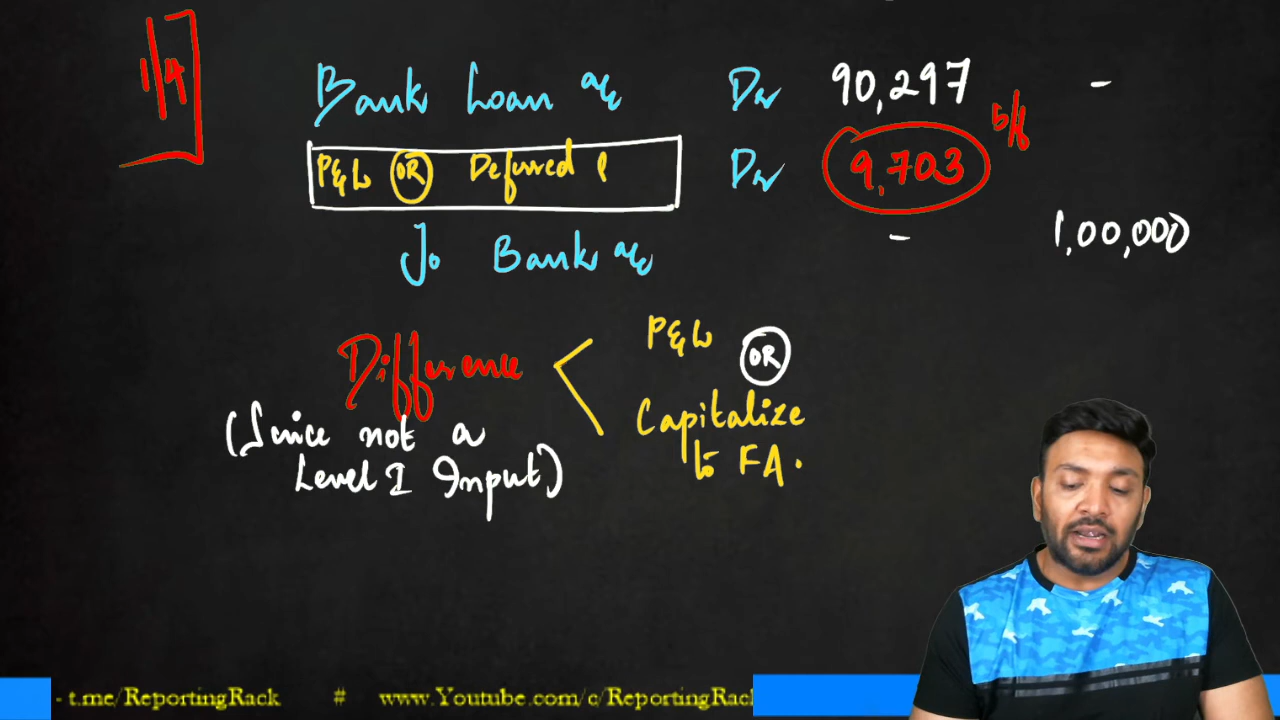 1/4
Bank Loan a/c Dr 90,297 -
P&L OR Deferred Dr 9,703 b/f
To Bank a/c - 1,00,000
Difference
P&L OR
Capitalize
to FA.
(Since not a
Level 1 Input)
- t.me/ReportingRack # www.Youtube.com/c/ReportingRack